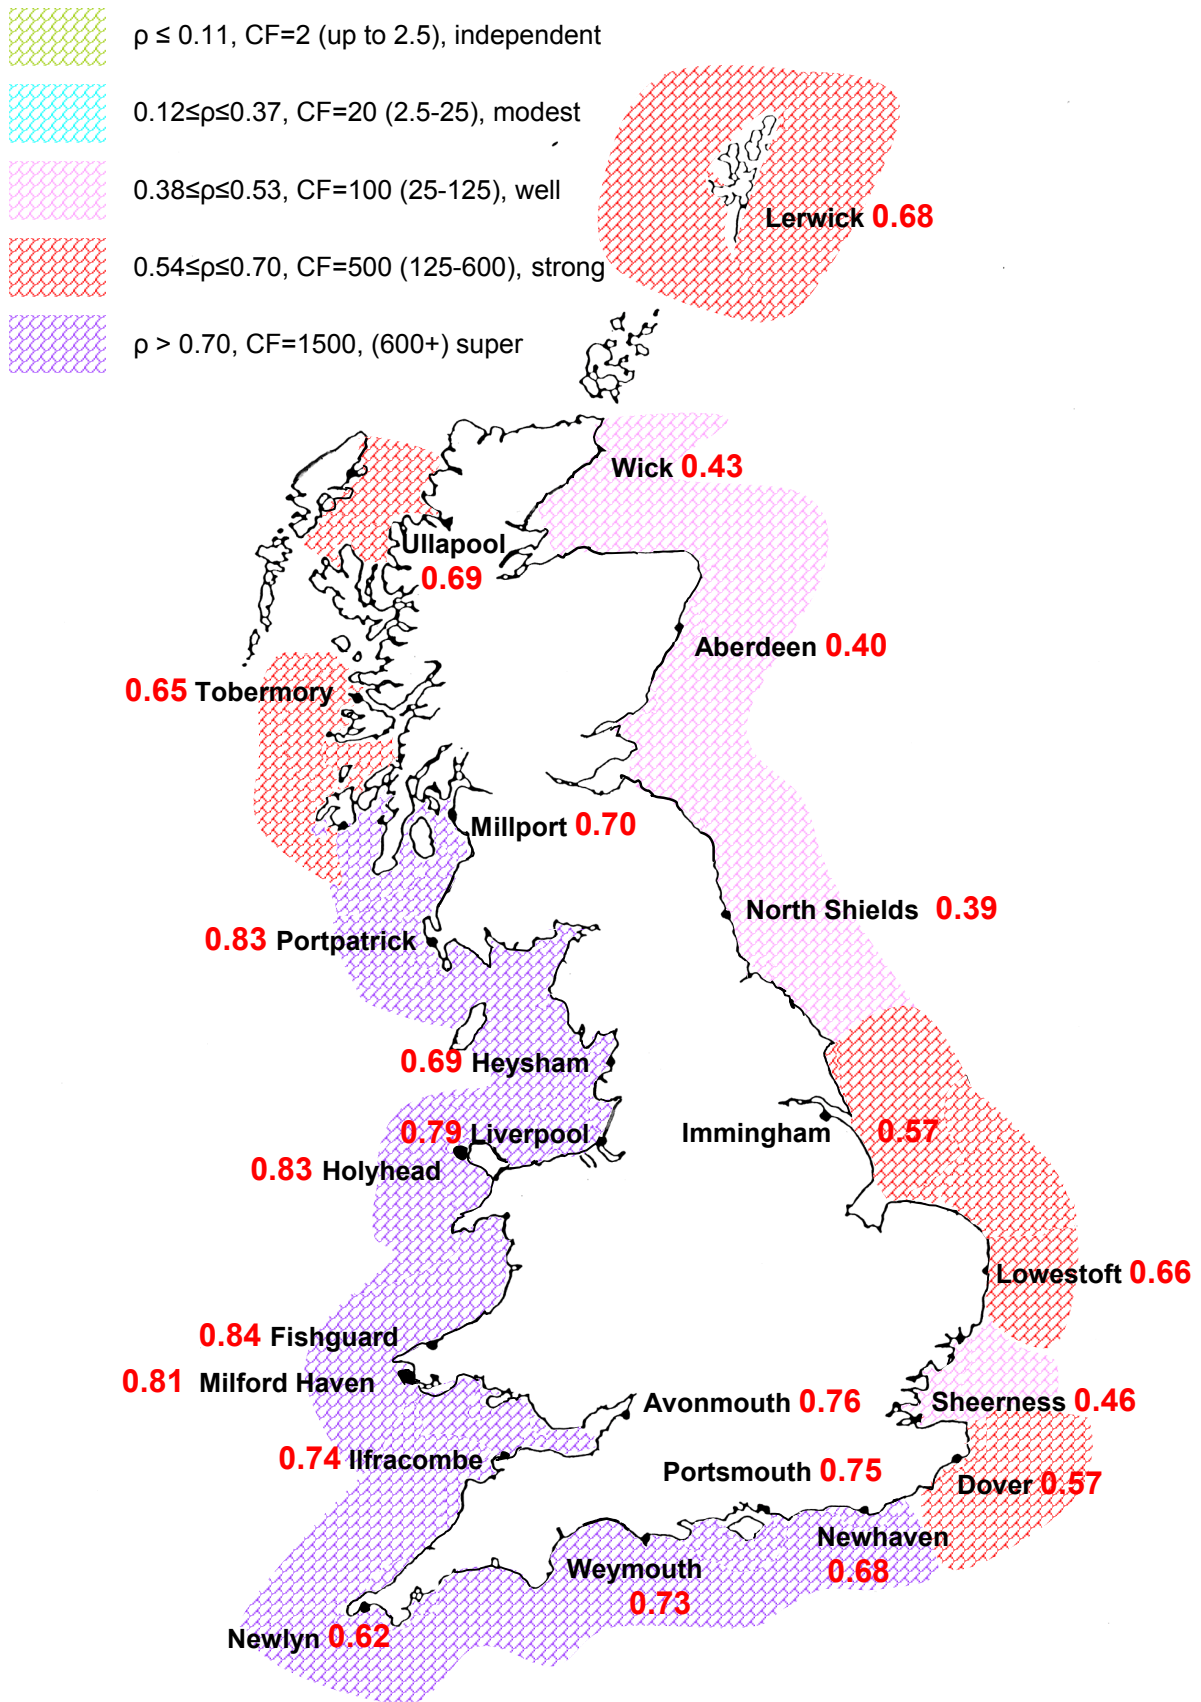 ρ ≤ 0.11, CF=2 (up to 2.5), independent
0.12≤ρ≤0.37, CF=20 (2.5-25), modest
0.38≤ρ≤0.53, CF=100 (25-125), well
Lerwick 0.68
0.54≤ρ≤0.70, CF=500 (125-600), strong
ρ > 0.70, CF=1500, (600+) super
Wick 0.43
Ullapool
0.69
Aberdeen 0.40
0.65 Tobermory
Millport 0.70
North Shields 0.39
0.83 Portpatrick
0.69 Heysham
0.79 Liverpool
Immingham 0.57
0.83 Holyhead
Lowestoft 0.66
0.84 Fishguard
0.81 Milford Haven
Avonmouth 0.76
Sheerness 0.46
0.74 Ilfracombe
Portsmouth 0.75
Dover 0.57
Newhaven
0.68
Weymouth
0.73
Newlyn 0.62